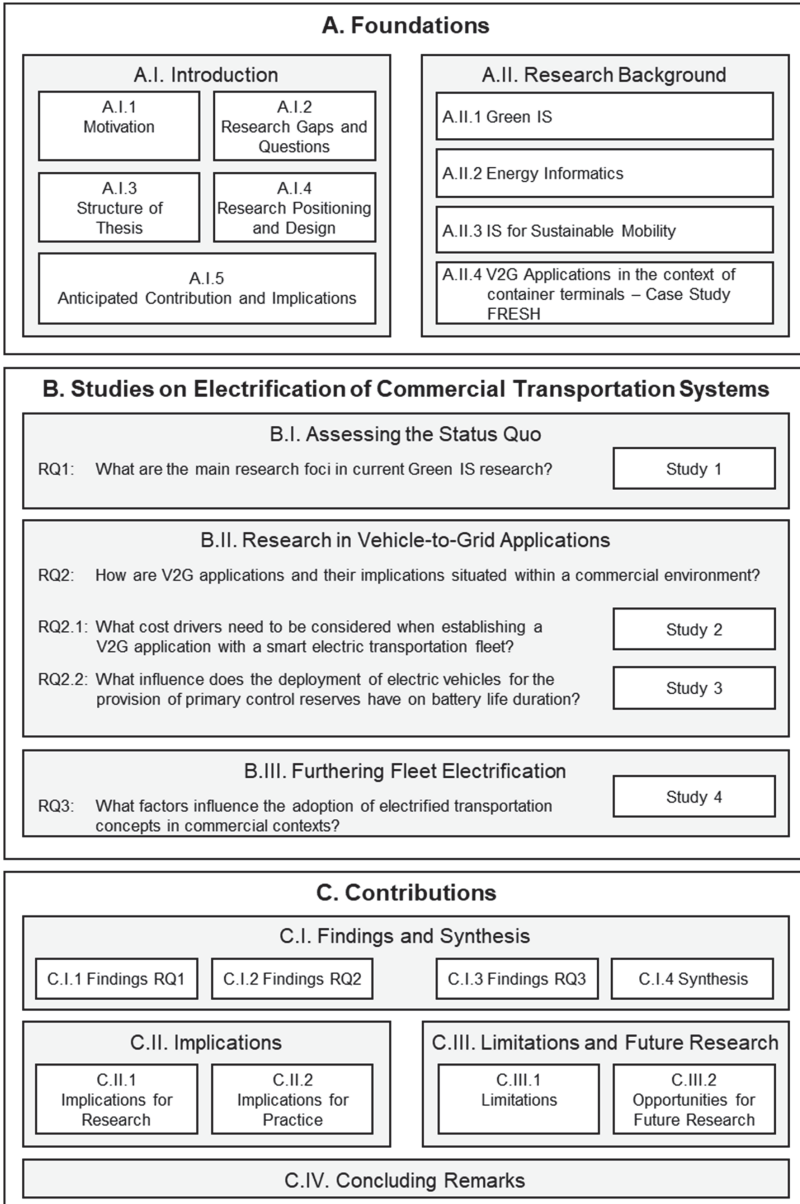 A. Foundations
A.I. Introduction
A.I.1
Motivation
A.I.2
Research Gaps and
Questions
A.I.3
Structure of
Thesis
A.I.4
Research Positioning
and Design
A.I.5
Anticipated Contribution and Implications
A.II. Research Background
A.II.1 Green IS
A.II.2 Energy Informatics
A.II.3 IS for Sustainable Mobility
A.II.4 V2G Applications in the context of
container terminals – Case Study
FRESH
B. Studies on Electrification of Commercial Transportation Systems
B.I. Assessing the Status Quo
RQ1: What are the main research foci in current Green IS research?
Study 1
B.II. Research in Vehicle-to-Grid Applications
RQ2: How are V2G applications and their implications situated within a commercial environment?
RQ2.1: What cost drivers need to be considered when establishing a
V2G application with a smart electric transportation fleet?
Study 2
RQ2.2: What influence does the deployment of electric vehicles for the
provision of primary control reserves have on battery life duration?
Study 3
B.III. Furthering Fleet Electrification
RQ3: What factors influence the adoption of electrified transportation
concepts in commercial contexts?
Study 4
C. Contributions
C.I. Findings and Synthesis
C.I.1 Findings RQ1
C.I.2 Findings RQ2
C.I.3 Findings RQ3
C.I.4 Synthesis
C.II. Implications
C.II.1
Implications for
Research
C.II.2
Implications for
Practice
C.III. Limitations and Future Research
C.III.1
Limitations
C.III.2
Opportunities for
Future Research
C.IV. Concluding Remarks